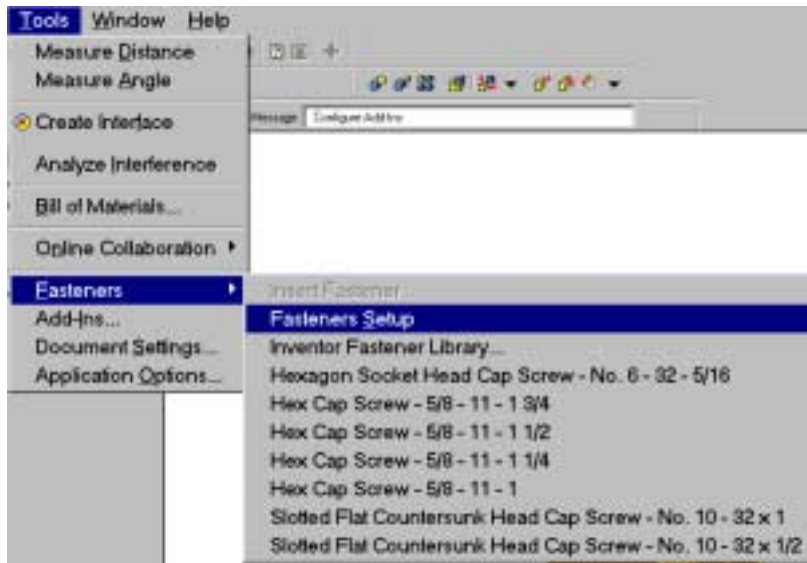 Tools Window Help
Measure Distance
Measure Angle
Create Interface
Message Configure Add-Ins
Analyze Interference
Bill of Materials...
Online Collaboration
Fasteners
Insert Fastener...
Add-Ins...
Fasteners Setup
Document Settings...
Inventor Fastener Library...
Application Options...
Hexagon Socket Head Cap Screw - No. 6 - 32 - 5/16
Hex Cap Screw - 5/8 - 11 - 1 3/4
Hex Cap Screw - 5/8 - 11 - 1 1/2
Hex Cap Screw - 5/8 - 11 - 1 1/4
Hex Cap Screw - 5/8 - 11 - 1
Slotted Flat Countersunk Head Cap Screw - No. 10 - 32 x 1
Slotted Flat Countersunk Head Cap Screw - No. 10 - 32 x 1/2